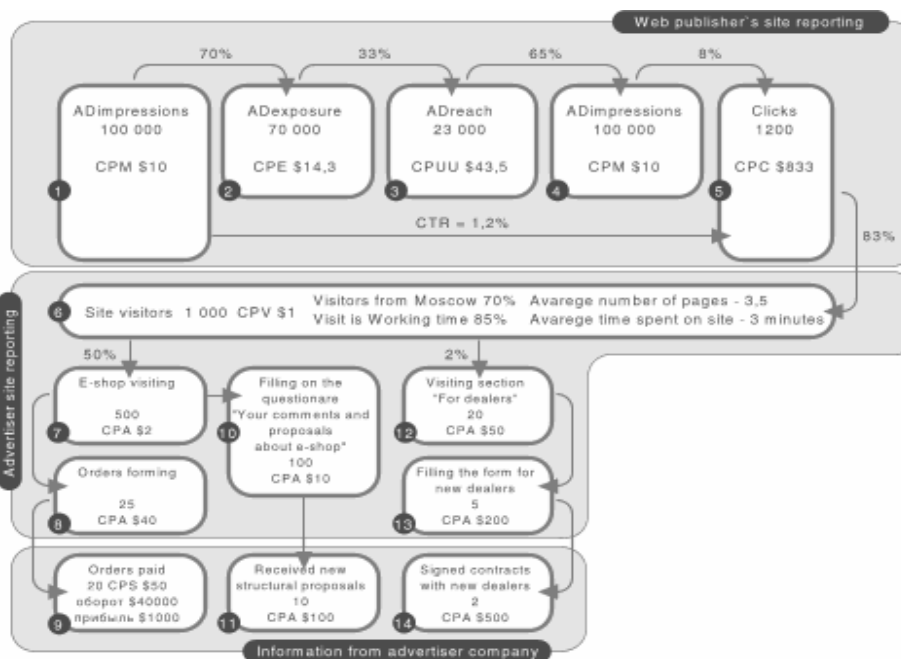 Web publisher`s site reporting
70%
33%
65%
8%
ADimpressions
100 000
CPM $10
1
ADexposure
70 000
CPE $14,3
2
ADreach
23 000
CPUU $43,5
3
ADimpressions
100 000
CPM $10
4
Clicks
1200
CPC $833
5
CTR = 1,2%
83%
Advertiser site reporting
6
Site visitors 1 000 CPV $1
Visitors from Moscow 70%
Visit is Working time 85%
Avarege number of pages - 3,5
Avarege time spent on site - 3 minutes
50%
2%
E-shop visiting
500
CPA $2
7
Filling on the
questionare
"Your comments and
proposals
about e-shop"
100
CPA $10
10
Visiting section
"For dealers"
20
CPA $50
12
Orders forming
25
CPA $40
8
Filling the form for
new dealers
5
CPA $200
13
Orders paid
20 CPS $50
оборот $40000
прибыль $1000
9
Received new
structural proposals
10
CPA $100
11
Signed contracts
with new dealers
2
CPA $500
14
Information from advertiser company